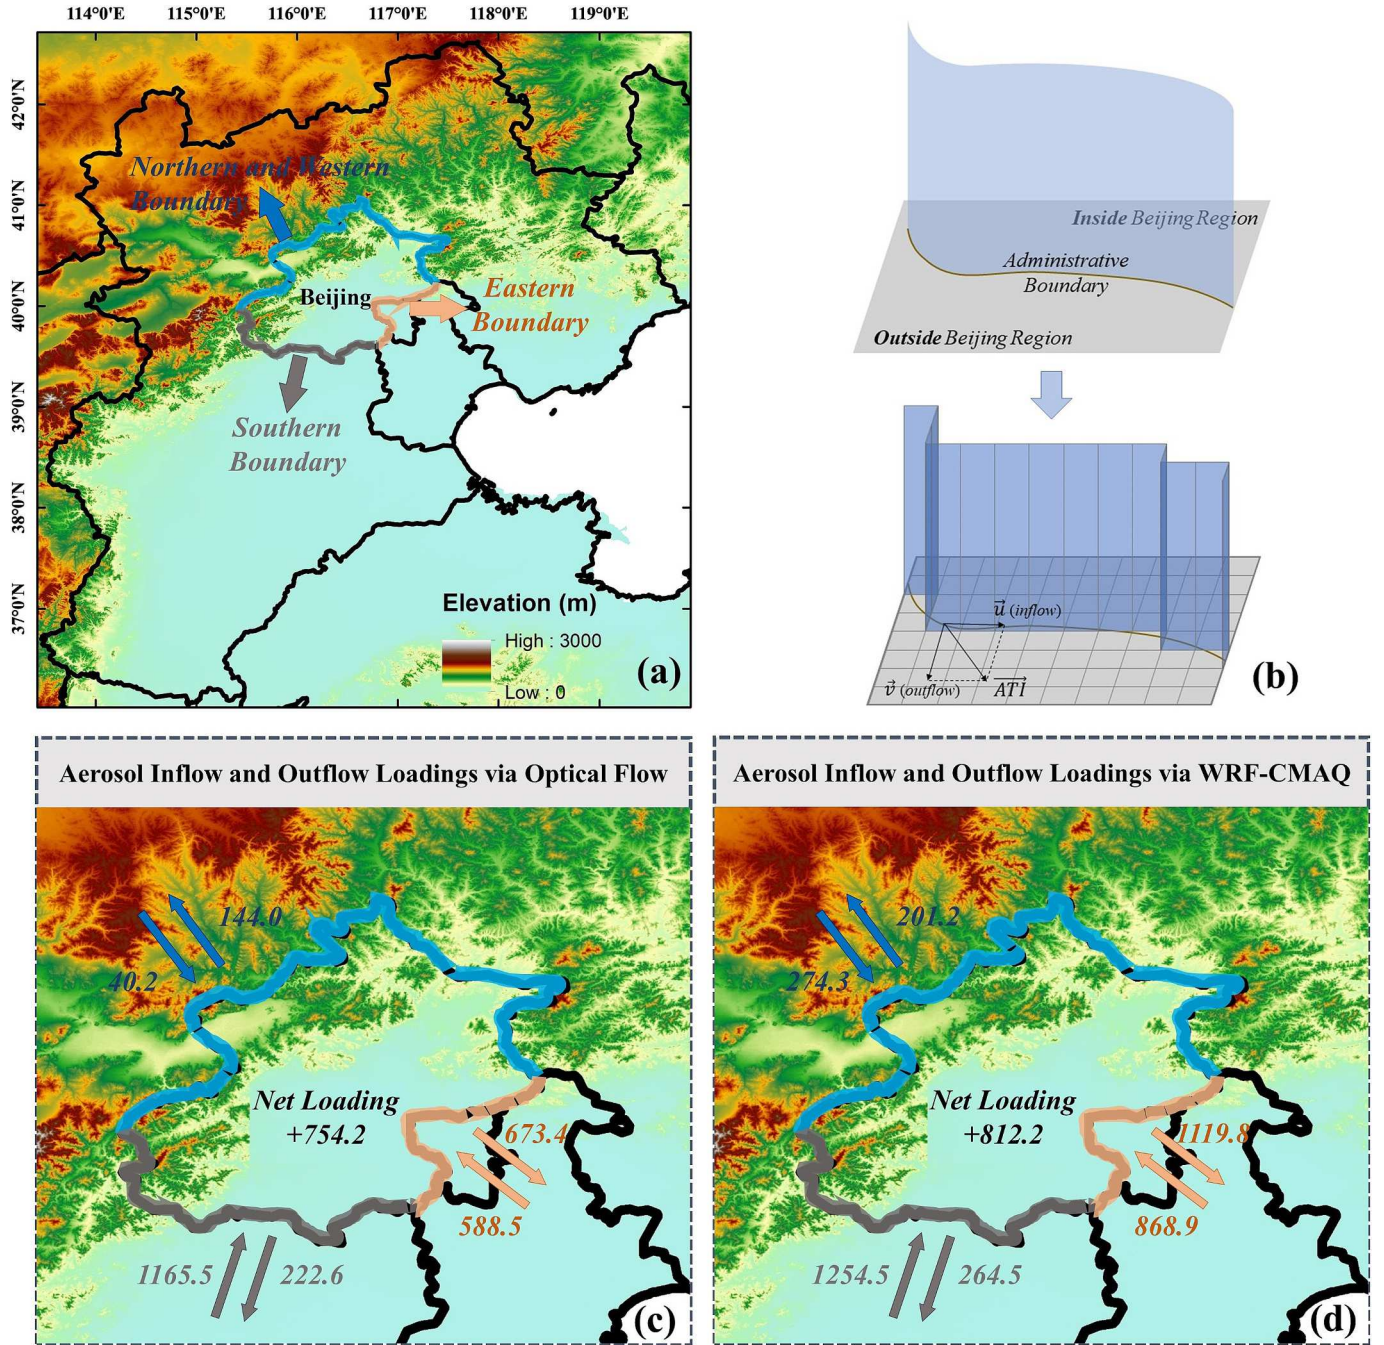 114°0'E 115°0'E 116°0'E 117°0'E 118°0'E 119°0'E
42°0'N
41°0'N
40°0'N
39°0'N
38°0'N
37°0'N
Northern and Western
Boundary
Beijing
Eastern
Boundary
Southern
Boundary
Elevation (m)
High : 3000
Low : 0
(a)
Inside Beijing Region
Administrative
Boundary
Outside Beijing Region
u⃗ (inflow)
v⃗ (outflow)
ATI
(b)
Aerosol Inflow and Outflow Loadings via Optical Flow
144.0
40.2
Net Loading
+754.2
673.4
588.5
1165.5
222.6
(c)
Aerosol Inflow and Outflow Loadings via WRF-CMAQ
201.2
274.3
Net Loading
+812.2
1119.8
868.9
1254.5
264.5
(d)